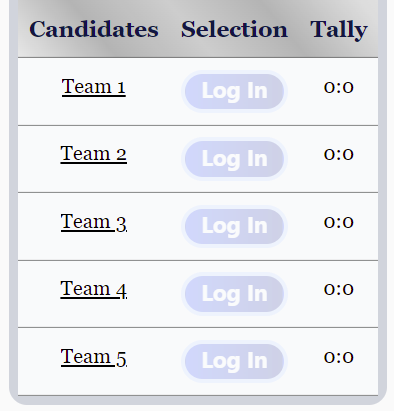 Candidates Selection Tally
Team 1 Log In 0:0
Team 2 Log In 0:0
Team 3 Log In 0:0
Team 4 Log In 0:0
Team 5 Log In 0:0